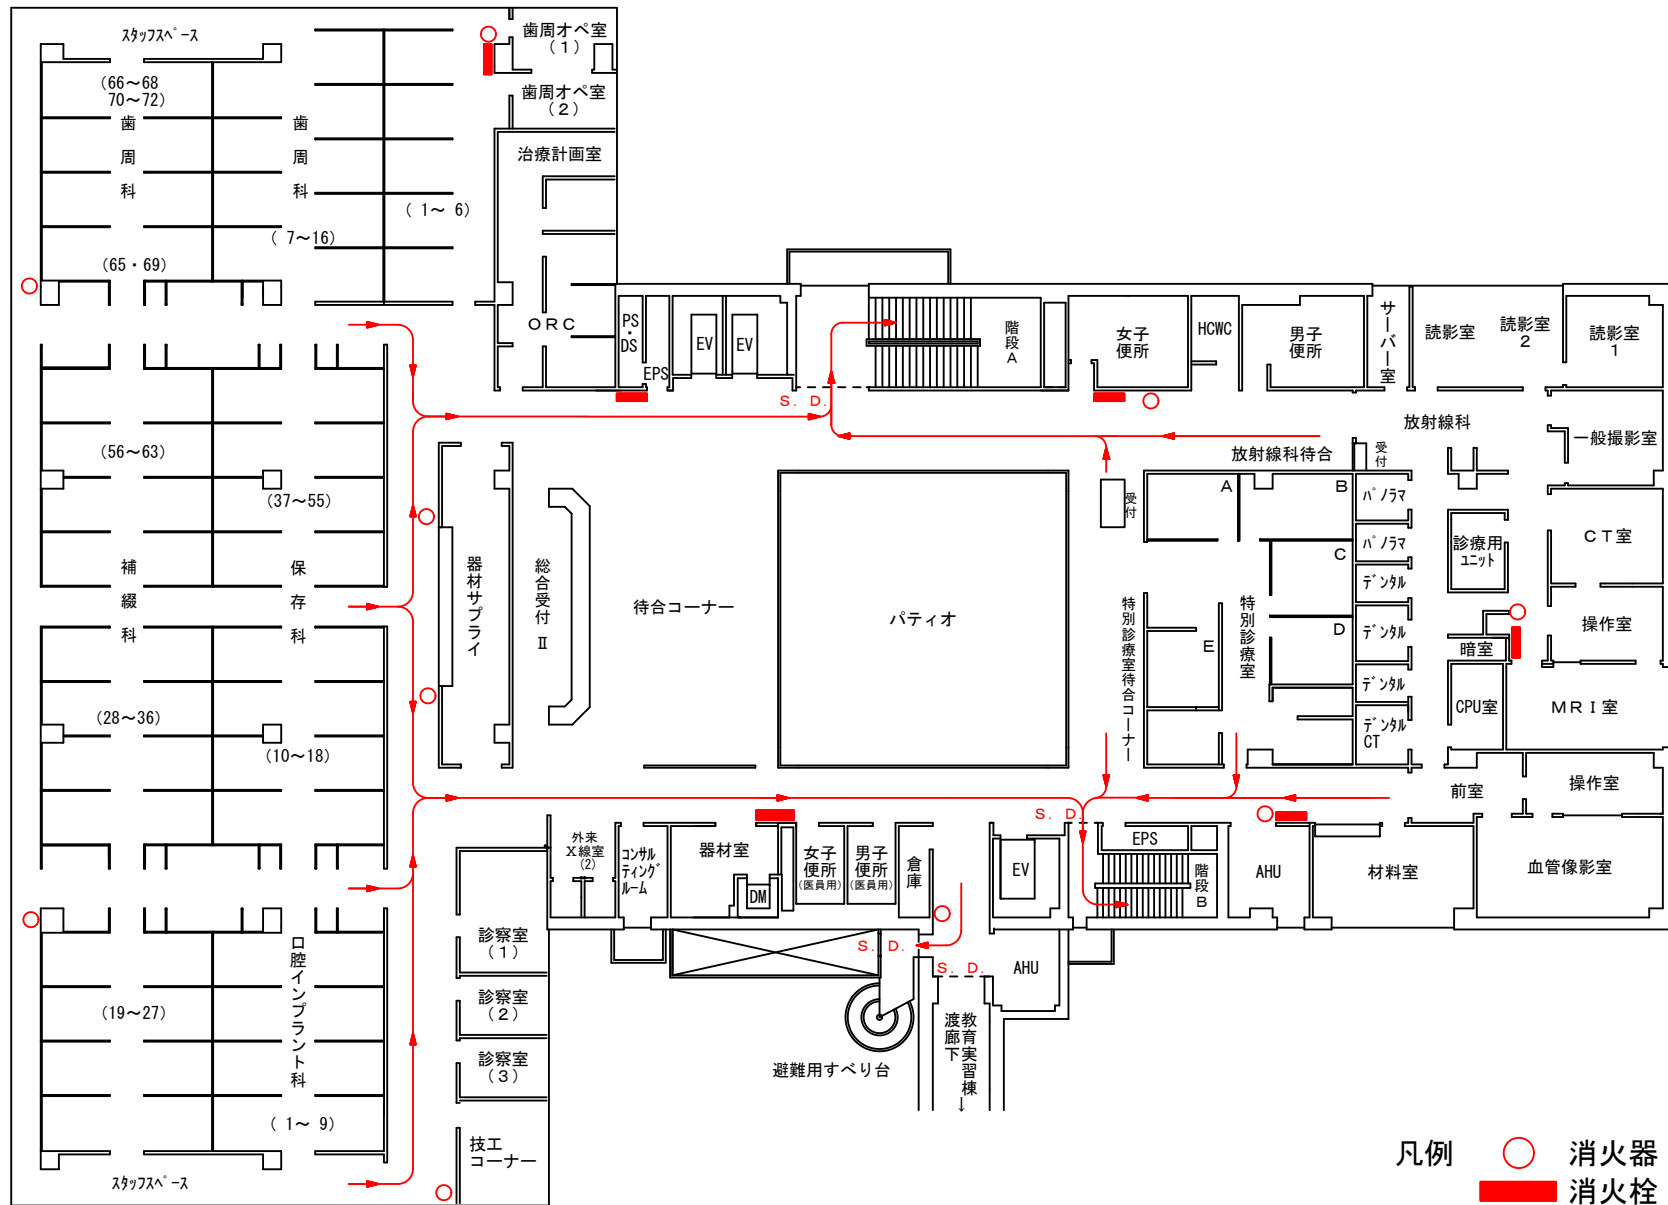 スタッフスペース
歯周オペ室
(1)
歯周オペ室
(2)
(66～68
70～72)
歯周科
歯周科
治療計画室
( 1～ 6)
( 7～16)
(65・69)
ORC
PS・DS
EPS
EV
EV
S. D.
階段A
女子
便所
HCWC
男子
便所
サーバー室
読影室
読影室
2
読影室
1
放射線科
一般撮影室
放射線科待合
受付
受付
A
B
C
D
E
パノラマ
パノラマ
デンタル
デンタル
デンタル
デンタル
CT
診療用
ユニット
CT室
操作室
暗室
CPU室
MRI室
(56～63)
(37～55)
補綴科
保存科
器材サプライ
総合受付Ⅱ
待合コーナー
パティオ
特別診療室待合コーナー
特別診療室
(28～36)
(10～18)
前室
操作室
S. D.
外来
X線室
(2)
コンサル
ティング
ルーム
器材室
DM
女子
便所
(医員用)
男子
便所
(医員用)
倉庫
EV
EPS
階段B
AHU
材料室
血管像影室
診察室
(1)
S. D.
S. D.
AHU
口腔インプラント科
(19～27)
診察室
(2)
診察室
(3)
避難用すべり台
教育実習棟
渡廊下
↓
( 1～ 9)
技工
コーナー
スタッフスペース
凡例
消火器
消火栓